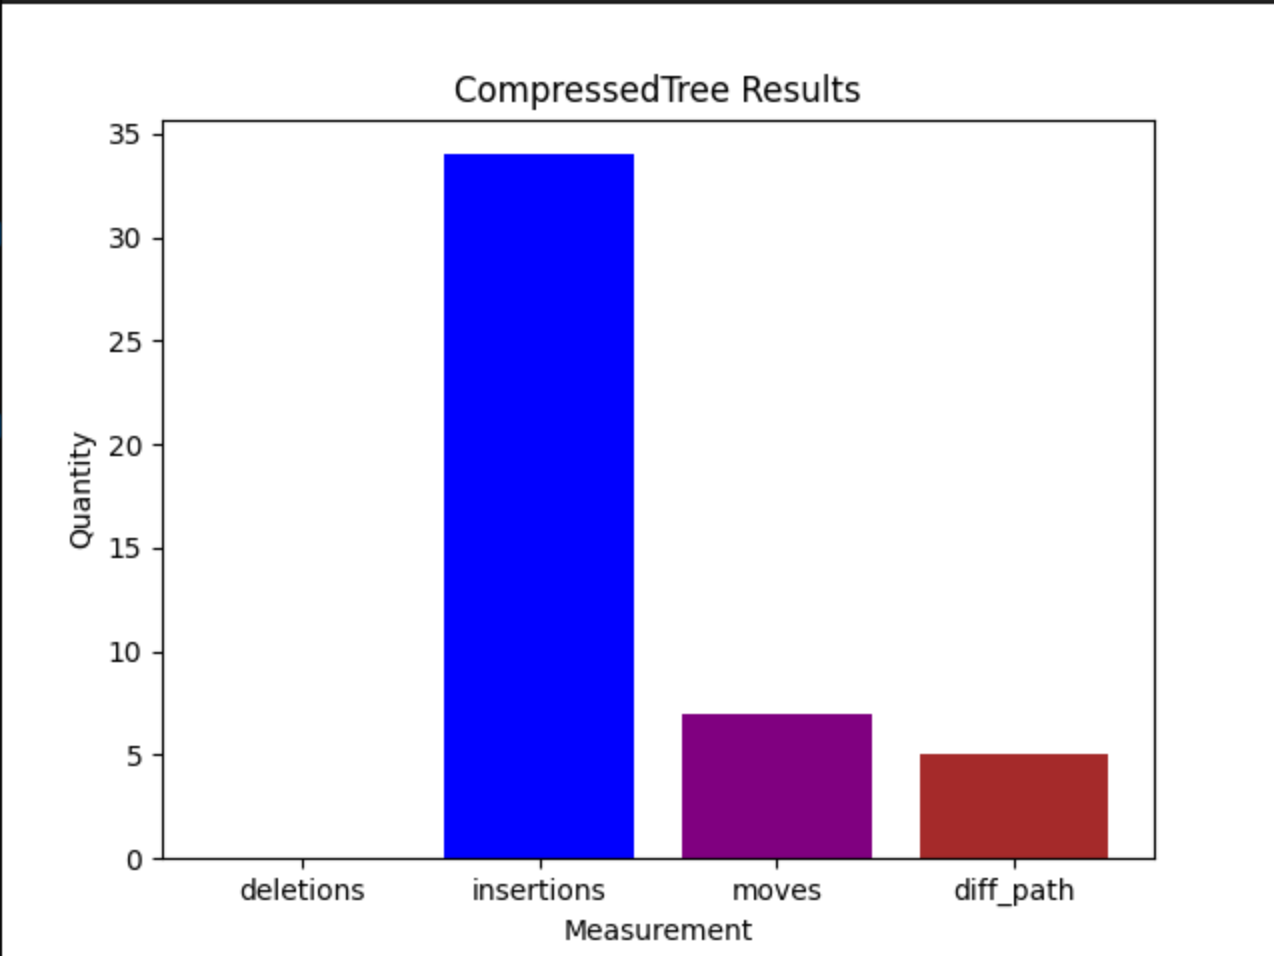 CompressedTree Results
35
30
25
20
15
10
5
0
Quantity
deletions insertions moves diff_path
Measurement